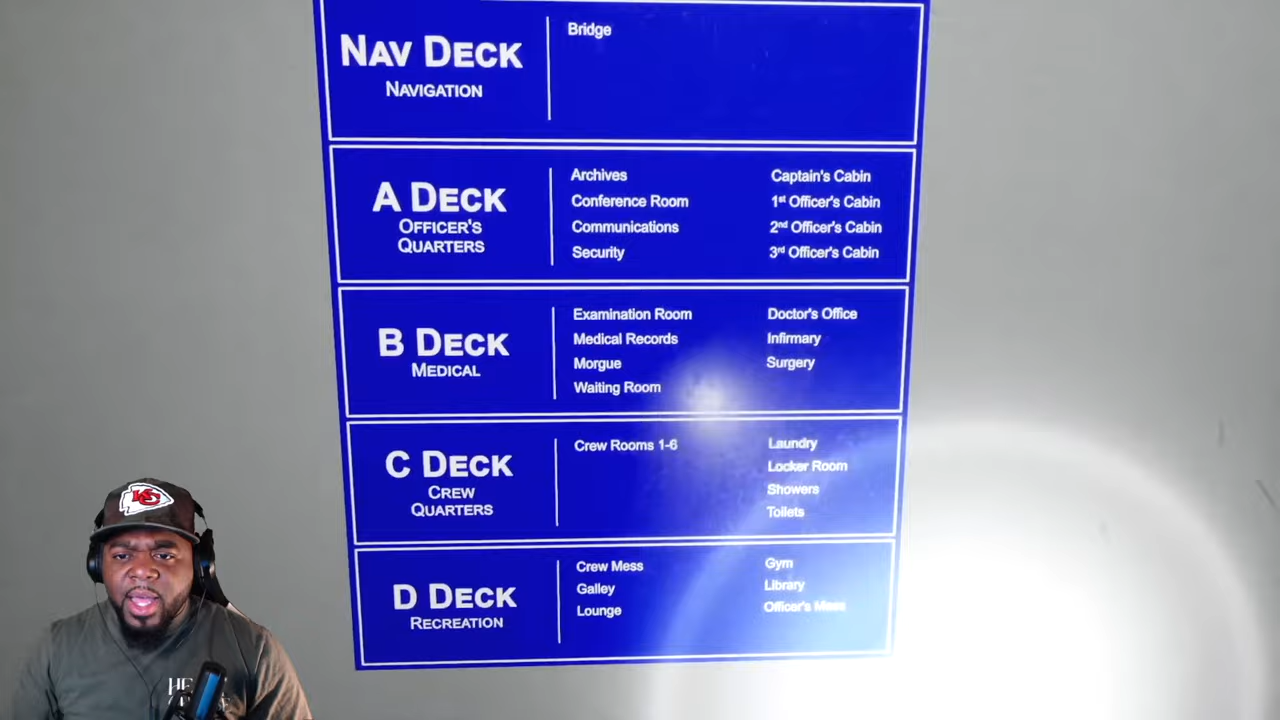 NAV DECK
NAVIGATION
Bridge
A DECK
OFFICER'S
QUARTERS
Archives
Conference Room
Communications
Security
Captain's Cabin
1st Officer's Cabin
2nd Officer's Cabin
3rd Officer's Cabin
B DECK
MEDICAL
Examination Room
Medical Records
Morgue
Waiting Room
Doctor's Office
Infirmary
Surgery
C DECK
CREW
QUARTERS
Crew Rooms 1-6
Laundry
Locker Room
Showers
Toilets
D DECK
RECREATION
Crew Mess
Galley
Lounge
Gym
Library
Officer's Mess
KC